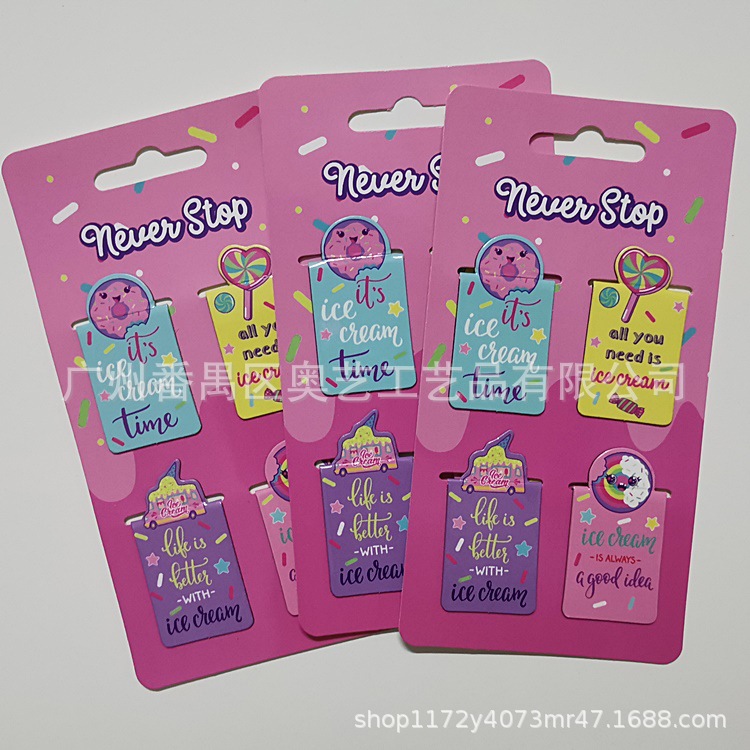 Never Stop
it's
ice
cream
time
all you
need
ice cr
life is
better
-WITH-
ice cream
Ice
Cream
Never S
it's
ice
cream
time
Ice
Cream
life is
better
-WITH-
ice crea
Never Stop
it's
ice
cream
time
all you
need is
ice cream
Ice
Cream
life is
better
-WITH-
ice cream
ice cream
-IS ALWAYS-
a good idea
广州番禺区奥艺工艺品有限公司
shop1172y4073mr47.1688.com